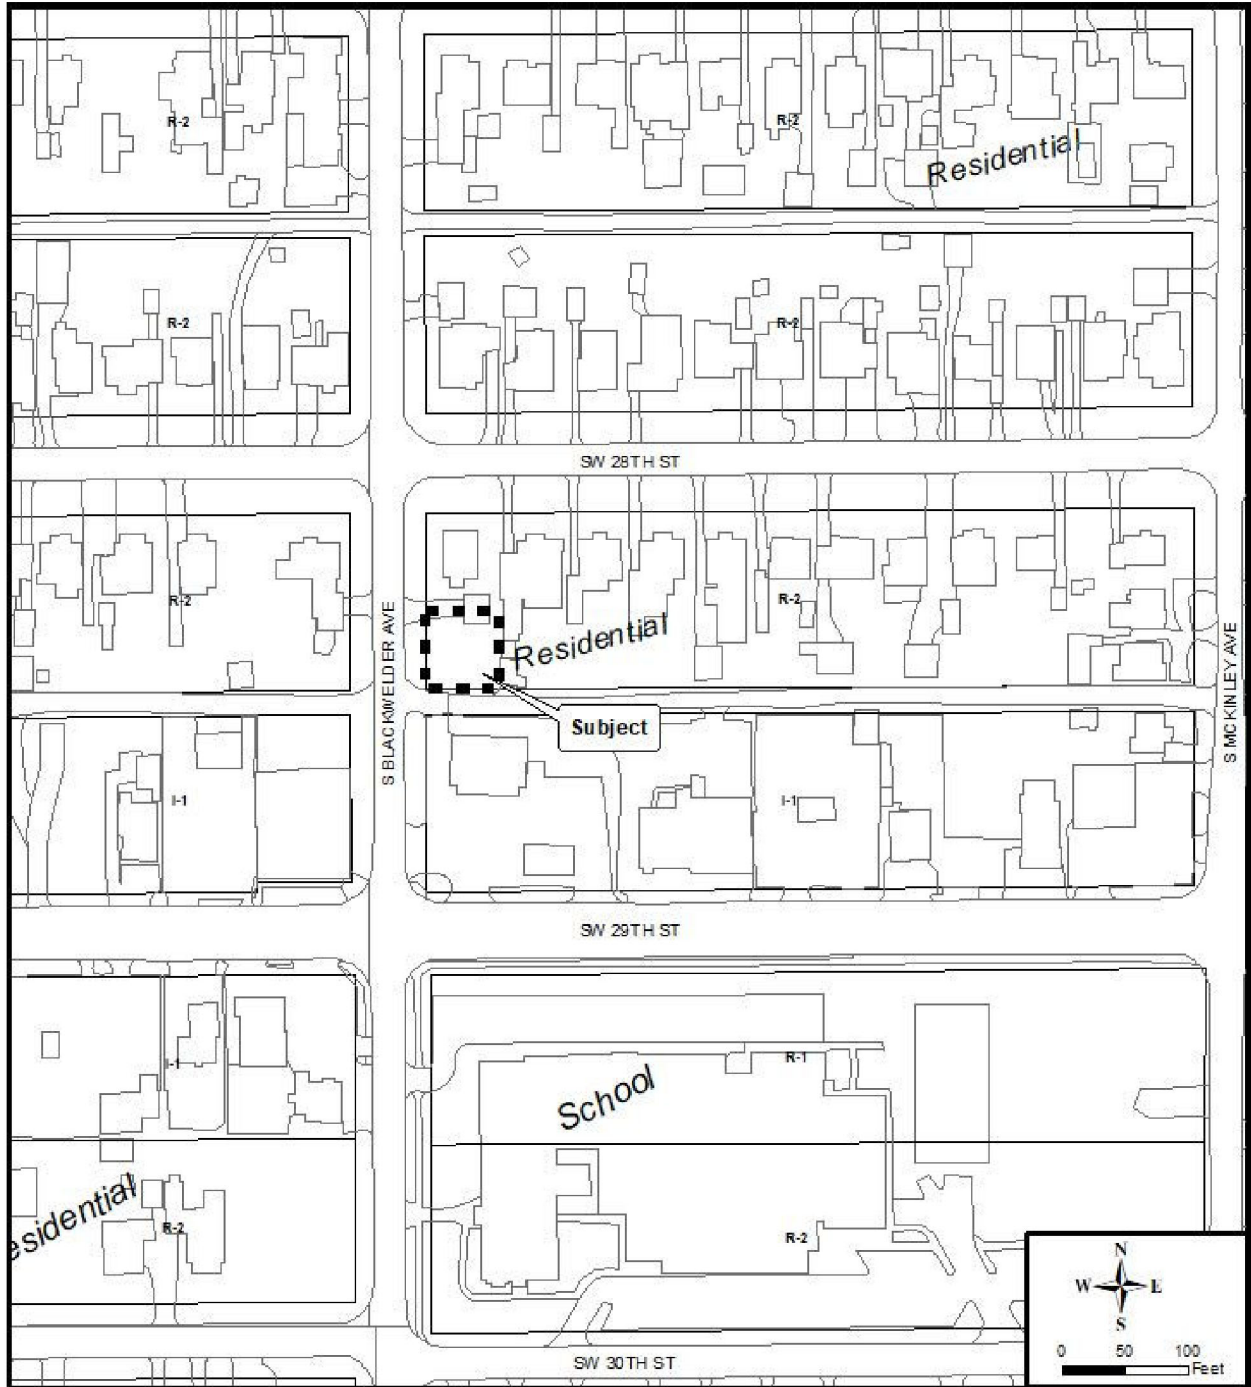 R-2
R-2
Residential
R-2
R-2
SW 28TH ST
R-2
R-2
Residential
S BLACKWELDER AVE
S MCKINLEY AVE
Subject
I-1
I-1
SW 29TH ST
I-1
R-1
School
esidential
R-2
R-2
SW 30TH ST
N
W E
S
0 50 100
Feet